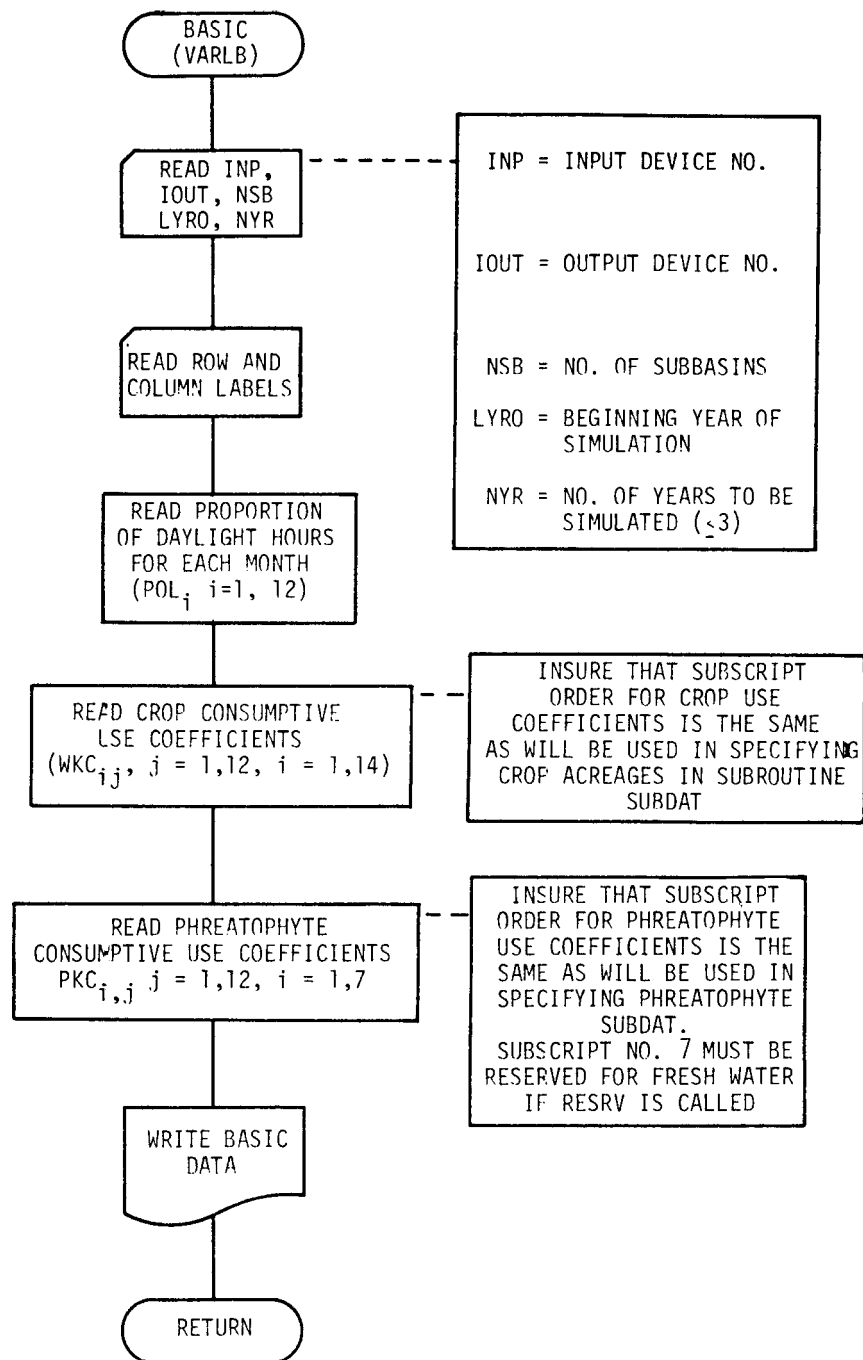 BASIC
(VARLB)
READ INP,
IOUT, NSB
LYRO, NYR
INP = INPUT DEVICE NO.
IOUT = OUTPUT DEVICE NO.
NSB = NO. OF SUBBASINS
LYRO = BEGINNING YEAR OF
SIMULATION
NYR = NO. OF YEARS TO BE
SIMULATED (≤3)
READ ROW AND
COLUMN LABELS
READ PROPORTION
OF DAYLIGHT HOURS
FOR EACH MONTH
(POL_i i=1, 12)
READ CROP CONSUMPTIVE
USE COEFFICIENTS
(WKC_ij, j = 1,12, i = 1,14)
INSURE THAT SUBSCRIPT
ORDER FOR CROP USE
COEFFICIENTS IS THE SAME
AS WILL BE USED IN SPECIFYING
CROP ACREAGES IN SUBROUTINE
SUBDAT
READ PHREATOPHYTE
CONSUMPTIVE USE COEFFICIENTS
PKC_i,j j = 1,12, i = 1,7
INSURE THAT SUBSCRIPT
ORDER FOR PHREATOPHYTE
USE COEFFICIENTS IS THE
SAME AS WILL BE USED IN
SPECIFYING PHREATOPHYTE
SUBDAT.
SUBSCRIPT NO. 7 MUST BE
RESERVED FOR FRESH WATER
IF RESRV IS CALLED
WRITE BASIC
DATA
RETURN